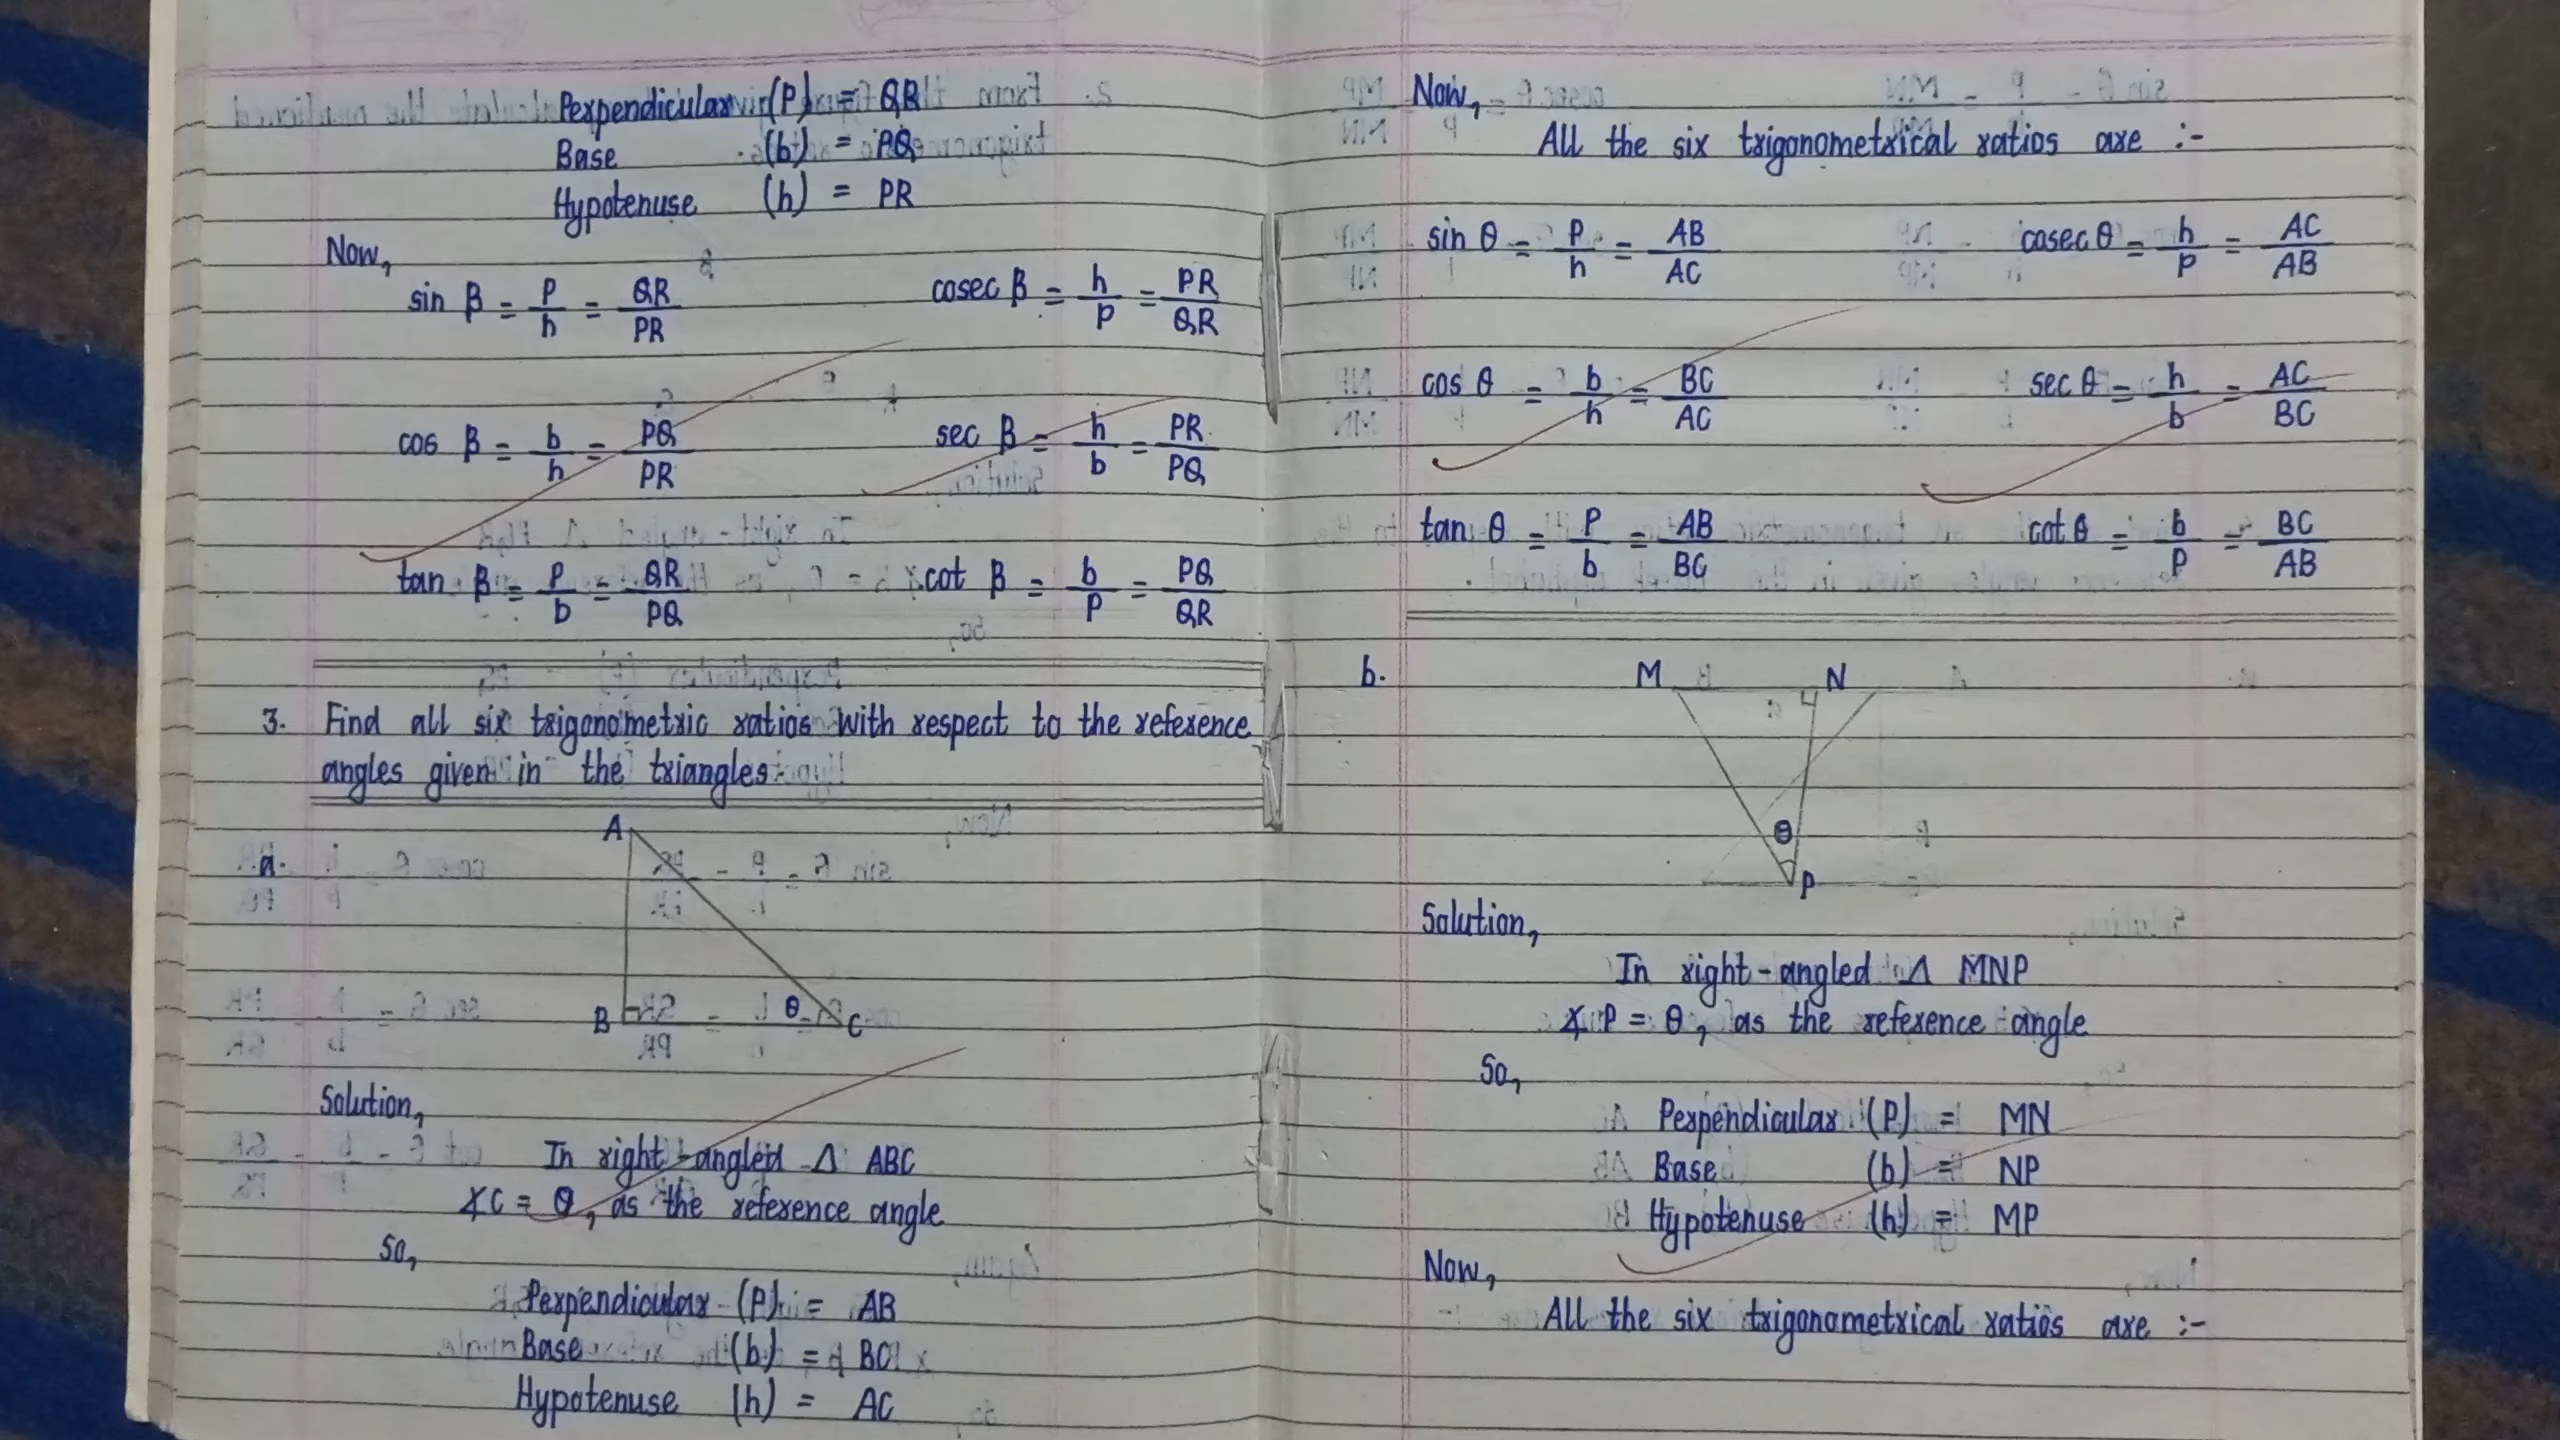 Perpendicular (P) = QR
Base (b) = PQ
Hypotenuse (h) = PR
Now,
sin β = p/h = QR/PR cosec β = h/p = PR/QR
cos β = b/h = PQ/PR sec β = h/b = PR/PQ
tan β = p/b = QR/PQ cot β = b/p = PQ/QR
3. Find all six trigonometric ratios with respect to the reference
angles given in the triangles
a.
A
B θ C
Solution,
In right-angled Δ ABC
∡C = θ, as the reference angle
So,
Perpendicular (P) = AB
Base (b) = BC
Hypotenuse (h) = AC
Now,
All the six trigonometrical ratios are :-
sin θ = p/h = AB/AC cosec θ = h/p = AC/AB
cos θ = b/h = BC/AC sec θ = h/b = AC/BC
tan θ = p/b = AB/BC cot θ = b/p = BC/AB
b.
M N
θ
P
Solution,
In right-angled Δ MNP
∡P = θ, as the reference angle
So,
Perpendicular (P) = MN
Base (b) = NP
Hypotenuse (h) = MP
Now,
All the six trigonometrical ratios are :-